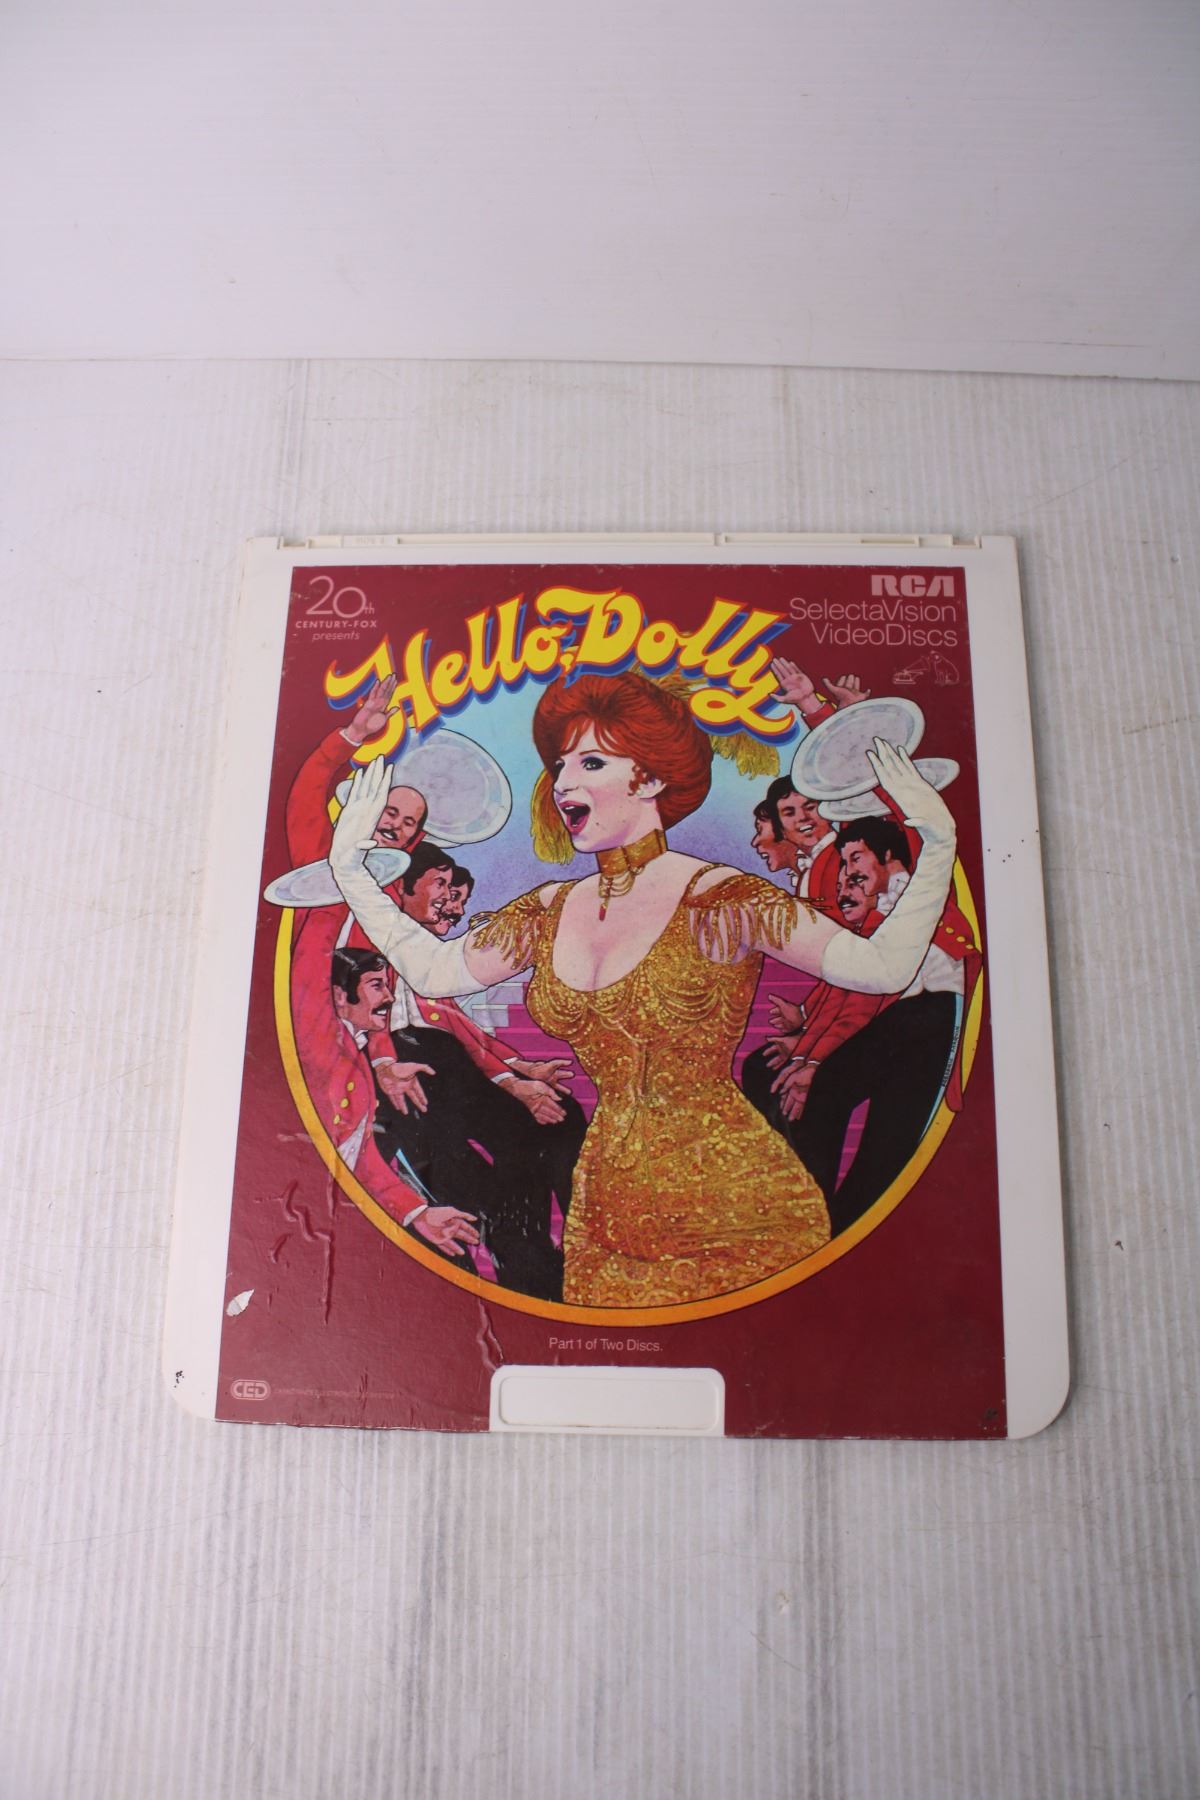 20th
CENTURY-FOX
presents
Hello, Dolly
RCA
SelectaVision
VideoDiscs
Part 1 of Two Discs.
CED